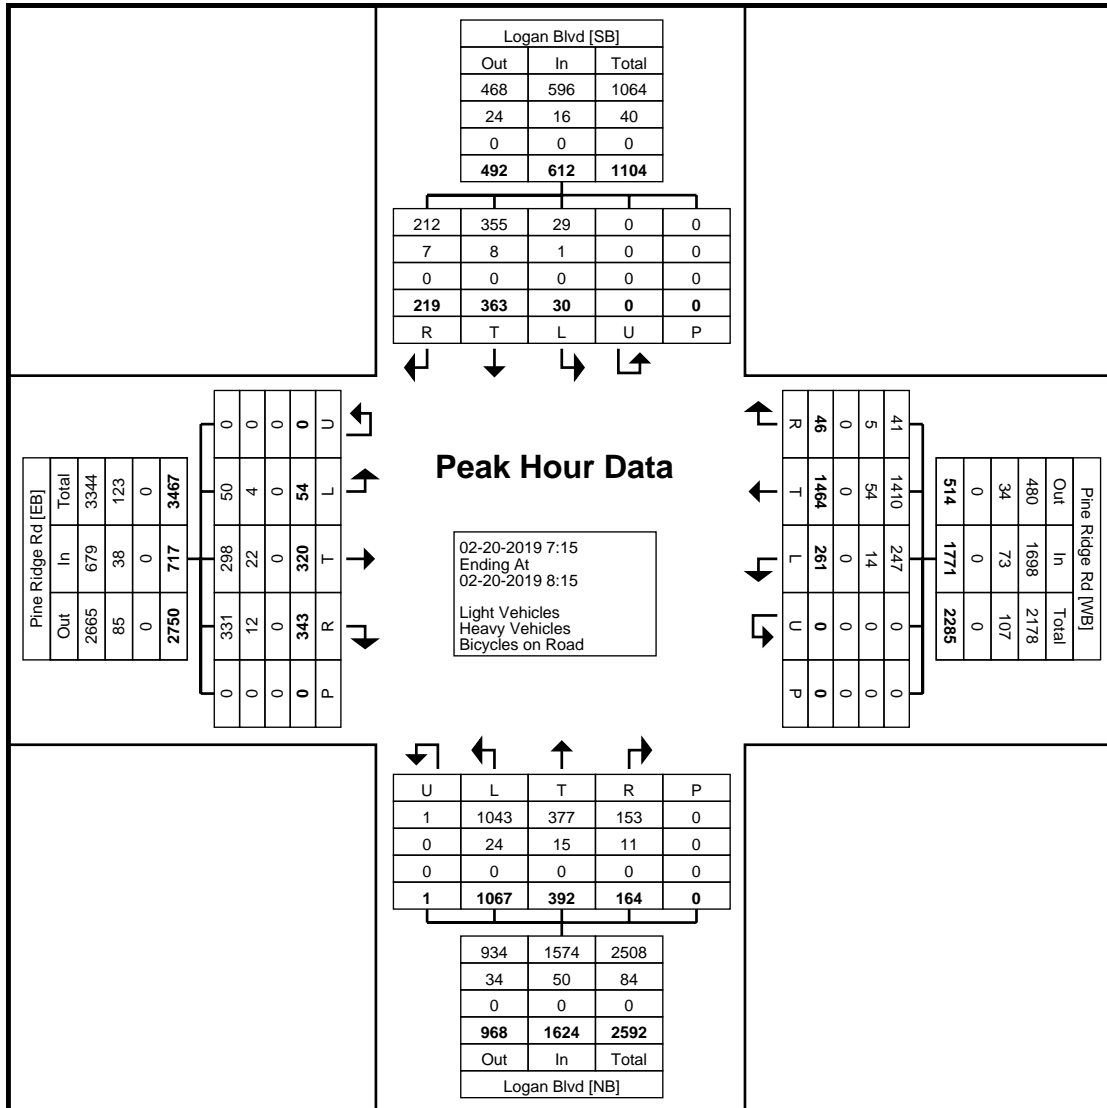 Logan Blvd [SB]
Out In Total
468 596 1064
24 16 40
0 0 0
492 612 1104
212 355 29 0 0
7 8 1 0 0
0 0 0 0 0
219 363 30 0 0
R T L U P
Pine Ridge Rd [EB]
Total In Out
3344 679 2665
123 38 85
0 0 0
3467 717 2750
0 50 298 331 0
0 4 22 12 0
0 0 0 0 0
0 54 320 343 0
U L T R P
Peak Hour Data
02-20-2019 7:15
Ending At
02-20-2019 8:15
Light Vehicles
Heavy Vehicles
Bicycles on Road
R T L U P
46 1464 261 0 0
0 0 0 0 0
5 54 14 0 0
41 1410 247 0 0
Pine Ridge Rd [WB]
Out In Total
480 1698 2178
34 73 107
0 0 0
514 1771 2285
U L T R P
1 1043 377 153 0
0 24 15 11 0
0 0 0 0 0
1 1067 392 164 0
934 1574 2508
34 50 84
0 0 0
968 1624 2592
Out In Total
Logan Blvd [NB]